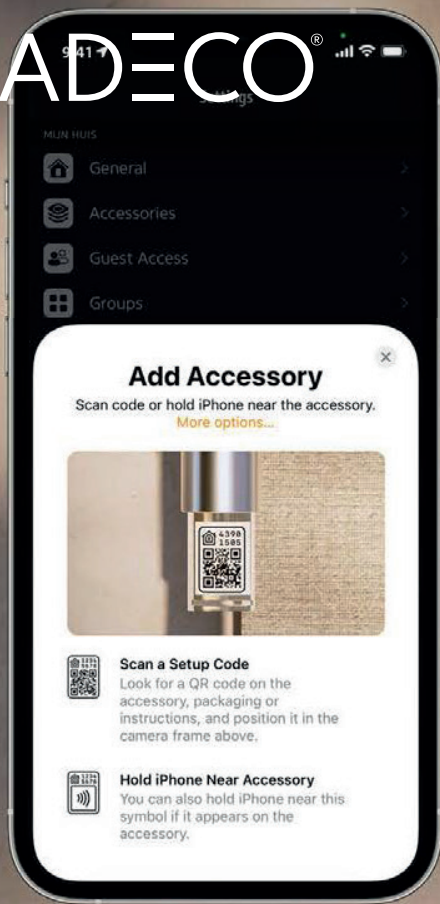 ADECO®
9:41
Settings
MIJN HUIS
General
Accessories
Guest Access
Groups
Add Accessory
Scan code or hold iPhone near the accessory.
More options...
4390
1505
Scan a Setup Code
Look for a QR code on the
accessory, packaging or
instructions, and position it in the
camera frame above.
Hold iPhone Near Accessory
You can also hold iPhone near this
symbol if it appears on the
accessory.